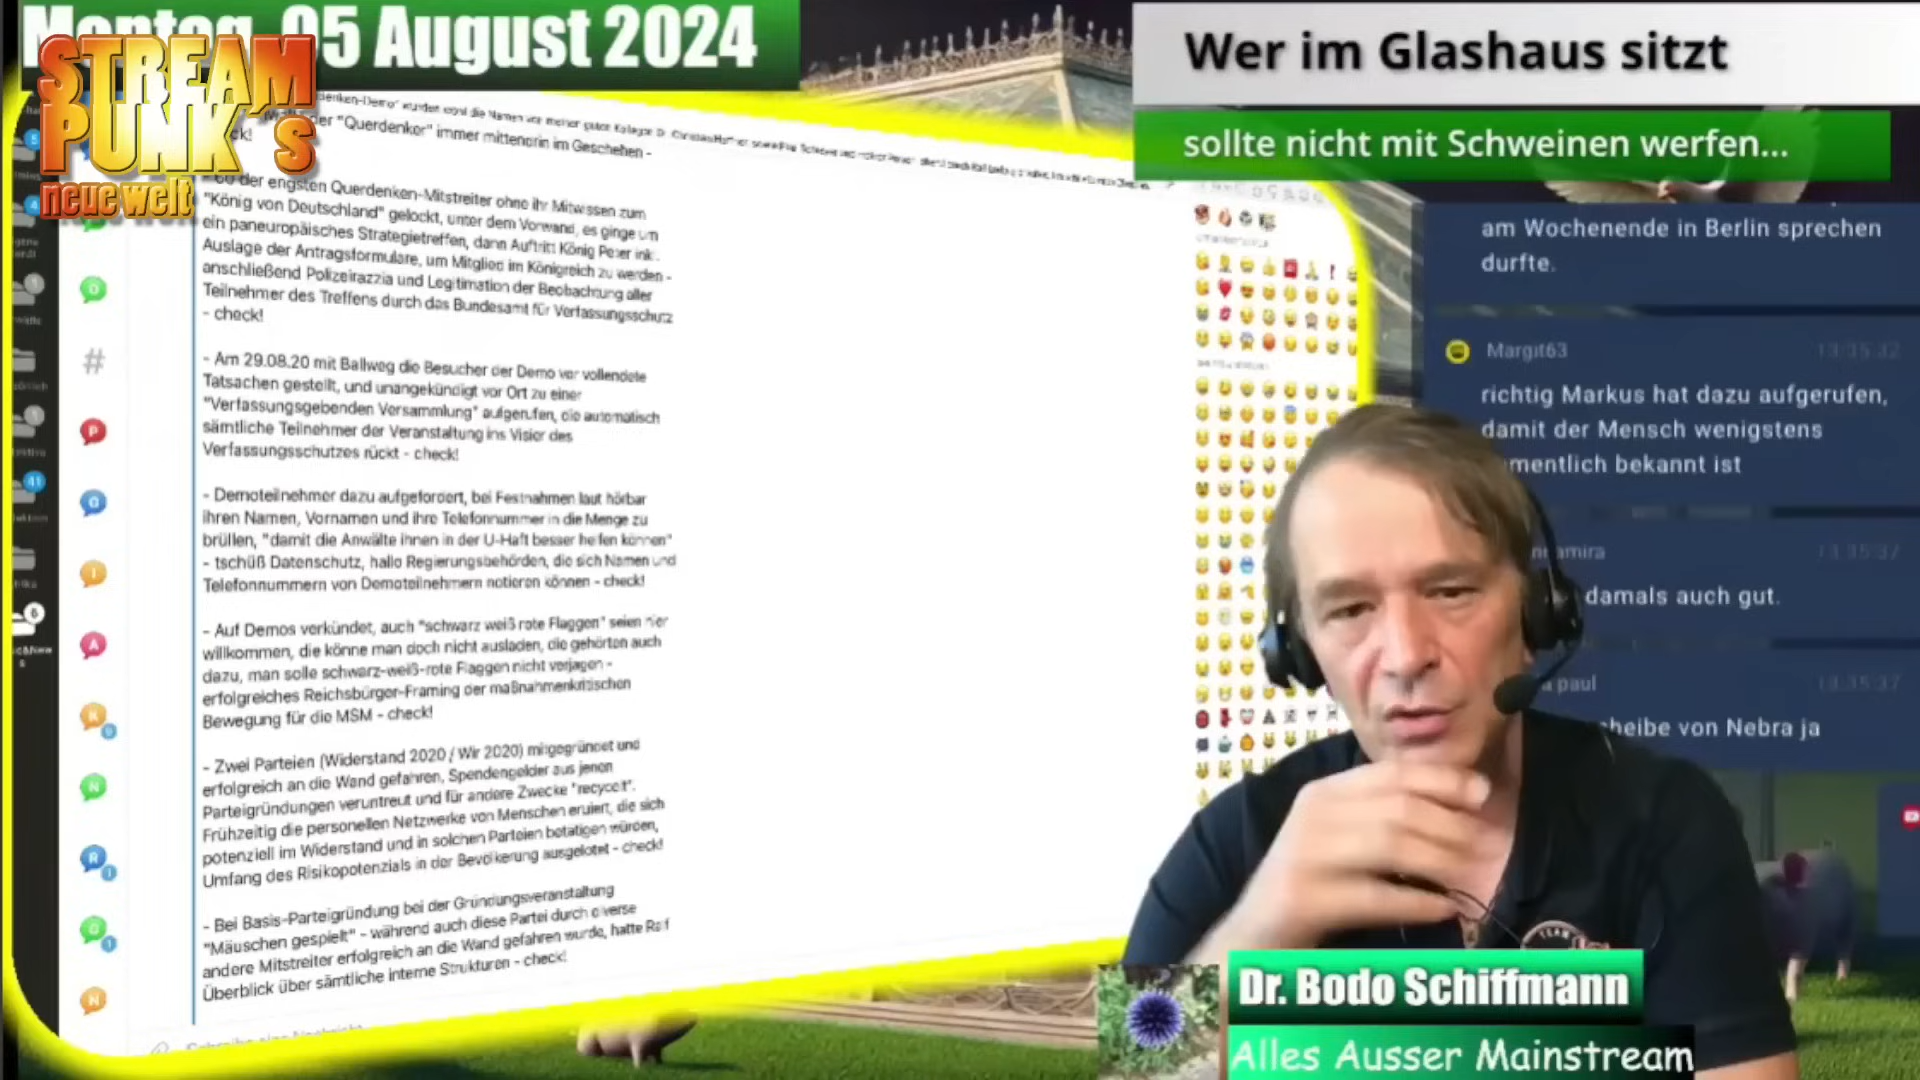 Montag, 05 August 2024
STREAM
PUNK's
neue welt
Wer im Glashaus sitzt
sollte nicht mit Schweinen werfen...
der "Querdenker" immer mittendrin im Geschehen -
- 60 der engsten Querdenken-Mitstreiter ohne ihr Mitwissen zum
"König von Deutschland" gelockt, unter dem Vorwand, es ginge um
ein paneuropäisches Strategietreffen, dann Auftritt König Peter inkl.
Auslage der Antragsformulare, um Mitglied im Königreich zu werden -
anschließend Polizeirazzia und Legitimation der Beobachtung aller
Teilnehmer des Treffens durch das Bundesamt für Verfassungsschutz
- check!
- Am 29.08.20 mit Ballweg die Besucher der Demo vor vollendete
Tatsachen gestellt, und unangekündigt vor Ort zu einer
"Verfassungsgebenden Versammlung" aufgerufen, die automatisch
sämtliche Teilnehmer der Veranstaltung ins Visier des
Verfassungsschutzes rückt - check!
- Demoteilnehmer dazu aufgefordert, bei Festnahmen laut hörbar
ihren Namen, Vornamen und ihre Telefonnummer in die Menge zu
brüllen, "damit die Anwälte ihnen in der U-Haft besser helfen können"
- tschüß Datenschutz, hallo Regierungsbehörden, die sich Namen und
Telefonnummern von Demoteilnehmern notieren können - check!
- Auf Demos verkündet, auch "schwarz weiß rote Flaggen" seien hier
willkommen, die könne man doch nicht ausladen, die gehörten auch
dazu, man solle schwarz-weiß-rote Flaggen nicht verjagen -
erfolgreiches Reichsbürger-Framing der maßnahmenkritischen
Bewegung für die MSM - check!
- Zwei Parteien (Widerstand 2020 / Wir 2020) mitgegründet und
erfolgreich an die Wand gefahren, Spendengelder aus jenen
Parteigründungen veruntreut und für andere Zwecke "recycelt".
Frühzeitig die personellen Netzwerke von Menschen eruiert, die sich
potenziell im Widerstand und in solchen Parteien betätigen würden,
Umfang des Risikopotenzials in der Bevölkerung ausgelotet - check!
- Bei Basis-Parteigründung bei der Gründungsveranstaltung
"Mäuschen gespielt" - während auch diese Partei durch diverse
andere Mitstreiter erfolgreich an die Wand gefahren wurde, hatte Ralf
Überblick über sämtliche interne Strukturen - check!
am Wochenende in Berlin sprechen
durfte.
Margit63 13:35:32
richtig Markus hat dazu aufgerufen,
damit der Mensch wenigstens
mentlich bekannt ist
amira 13:35:37
damals auch gut.
paul 13:35:37
heibe von Nebra ja
TEAM
Dr. Bodo Schiffmann
Alles Ausser Mainstream